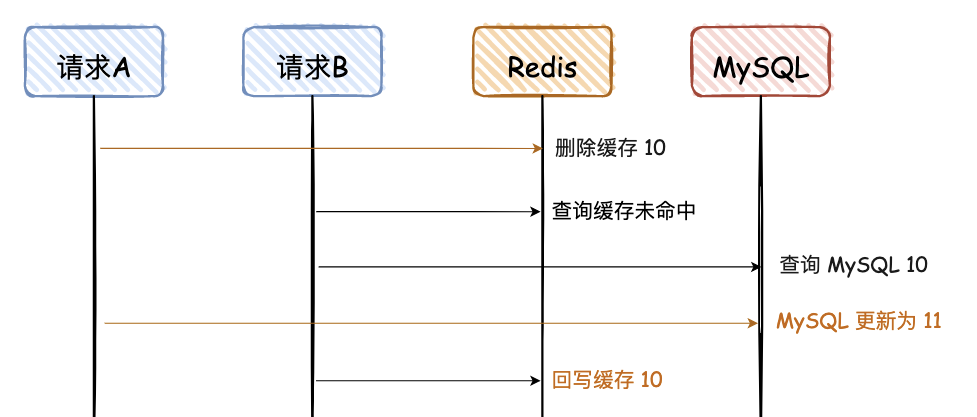 请求A
请求B
Redis
MySQL
删除缓存 10
查询缓存未命中
查询 MySQL 10
MySQL 更新为 11
回写缓存 10